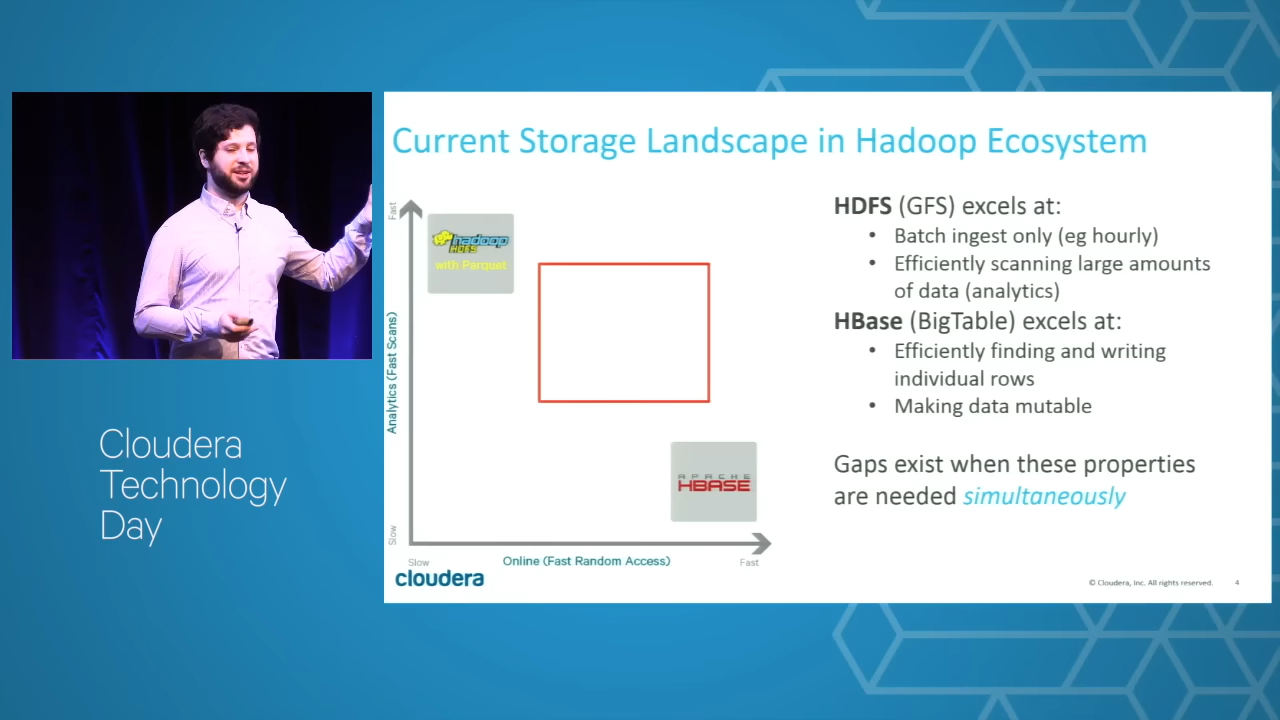 Current Storage Landscape in Hadoop Ecosystem
Fast
hadoop
HDFS
with Parquet
Analytics (Fast Scans)
APACHE
HBASE
Slow
Slow
Online (Fast Random Access)
Fast
cloudera
HDFS (GFS) excels at:
• Batch ingest only (eg hourly)
• Efficiently scanning large amounts
of data (analytics)
HBase (BigTable) excels at:
• Efficiently finding and writing
individual rows
• Making data mutable
Gaps exist when these properties
are needed simultaneously
© Cloudera, Inc. All rights reserved. 4
Cloudera
Technology
Day